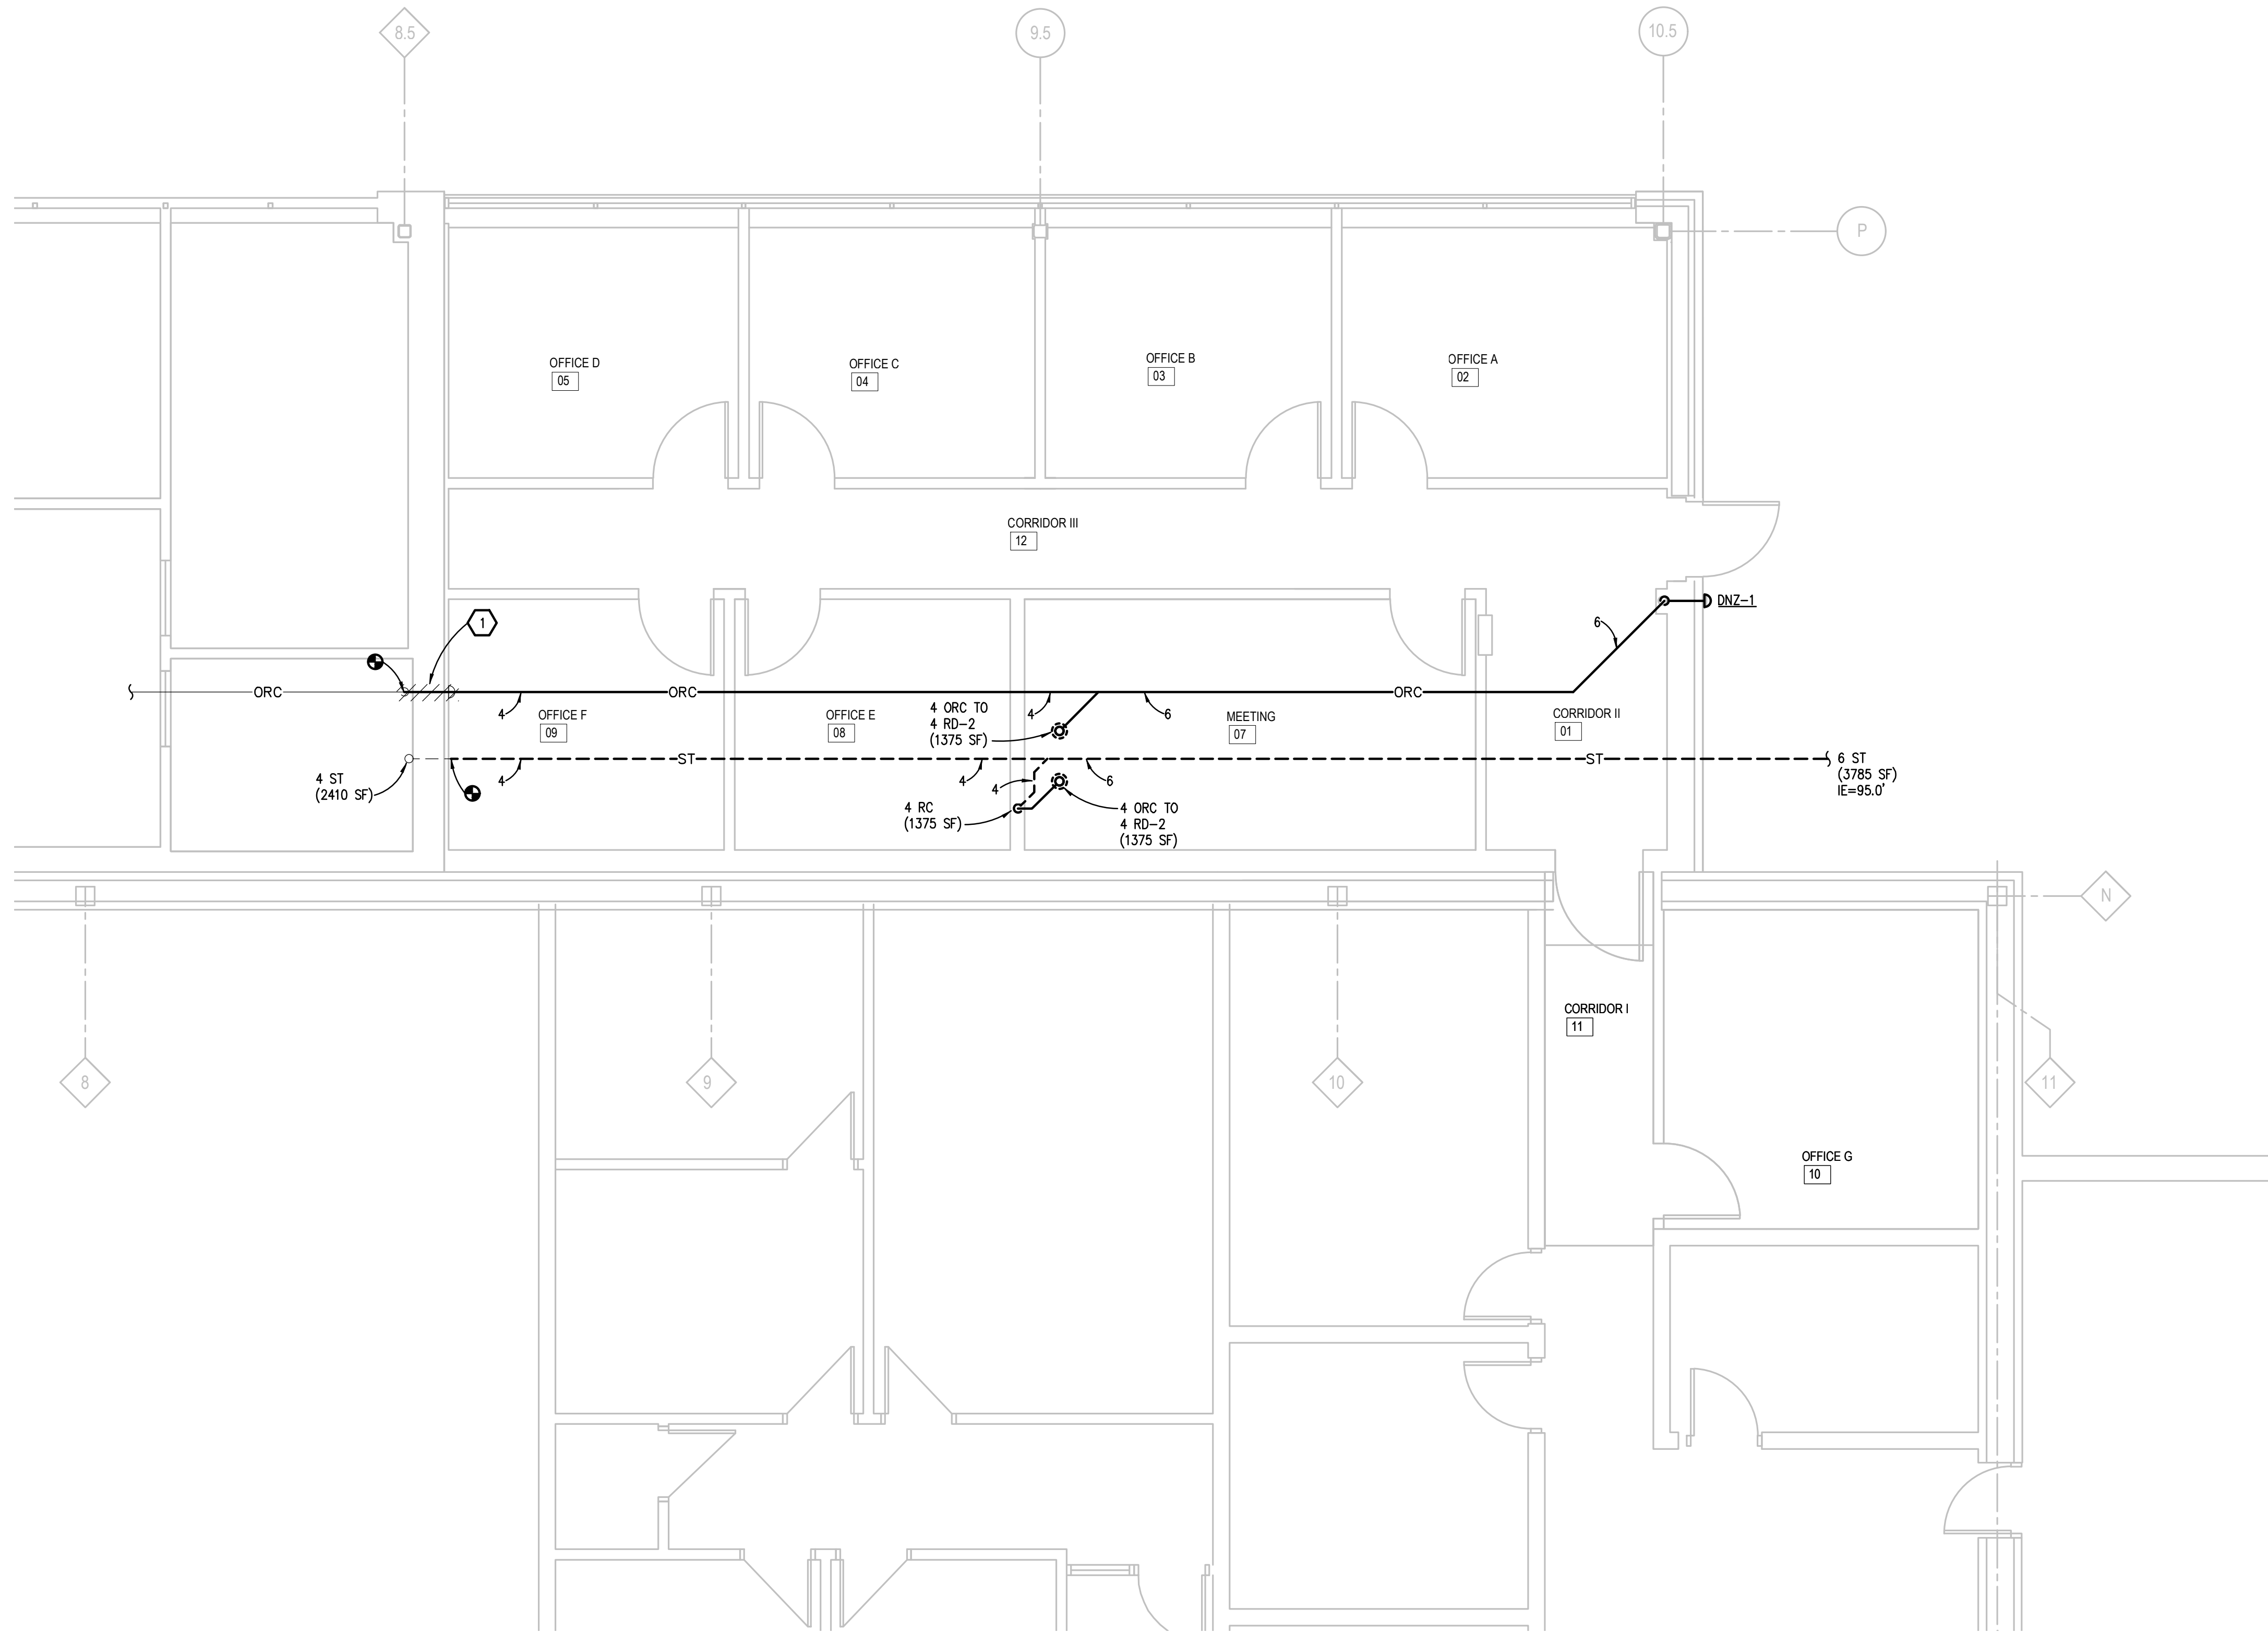 8.5
9.5
10.5
P
OFFICE D
05
OFFICE C
04
OFFICE B
03
OFFICE A
02
CORRIDOR III
12
DNZ-1
6
1
ORC
ORC
ORC
4
4
6
OFFICE F
09
OFFICE E
08
4 ORC TO
4 RD-2
(1375 SF)
MEETING
07
CORRIDOR II
01
ST
ST
4 ST
(2410 SF)
4
4
4
6
6 ST
(3785 SF)
IE=95.0'
4 RC
(1375 SF)
4 ORC TO
4 RD-2
(1375 SF)
N
CORRIDOR I
11
8
9
10
11
OFFICE G
10